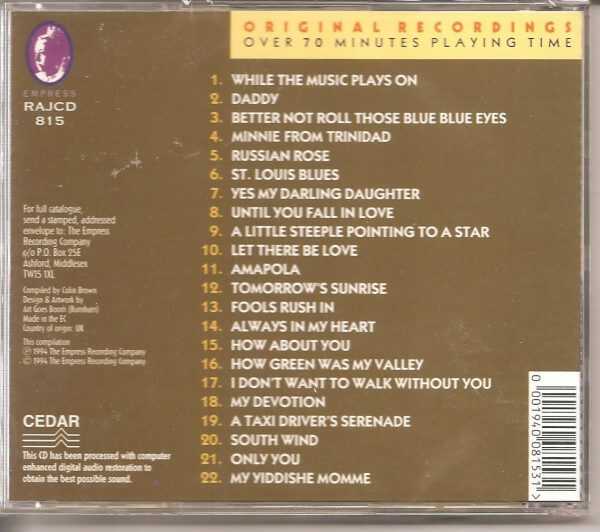 ORIGINAL RECORDINGS
OVER 70 MINUTES PLAYING TIME
EMPRESS
RAJCD
815
1. WHILE THE MUSIC PLAYS ON
2. DADDY
3. BETTER NOT ROLL THOSE BLUE BLUE EYES
4. MINNIE FROM TRINIDAD
5. RUSSIAN ROSE
6. ST. LOUIS BLUES
7. YES MY DARLING DAUGHTER
8. UNTIL YOU FALL IN LOVE
9. A LITTLE STEEPLE POINTING TO A STAR
10. LET THERE BE LOVE
11. AMAPOLA
12. TOMORROW'S SUNRISE
13. FOOLS RUSH IN
14. ALWAYS IN MY HEART
15. HOW ABOUT YOU
16. HOW GREEN WAS MY VALLEY
17. I DON'T WANT TO WALK WITHOUT YOU
18. MY DEVOTION
19. A TAXI DRIVER'S SERENADE
20. SOUTH WIND
21. ONLY YOU
22. MY YIDDISHE MOMME
For full catalogue,
send a stamped, addressed
envelope to: The Empress
Recording Company
c/o P.O. Box 25E
Ashford, Middlesex
TW15 1XL
Compiled by Colin Brown
Design & Artwork by
Art Goes Boom (Burnham)
Made in the EC
Country of origin: UK
This compilation
℗ 1994 The Empress Recording Company
© 1994 The Empress Recording Company
CEDAR
This CD has been processed with computer
enhanced digital audio restoration to
obtain the best possible sound.
0 001940 081531>